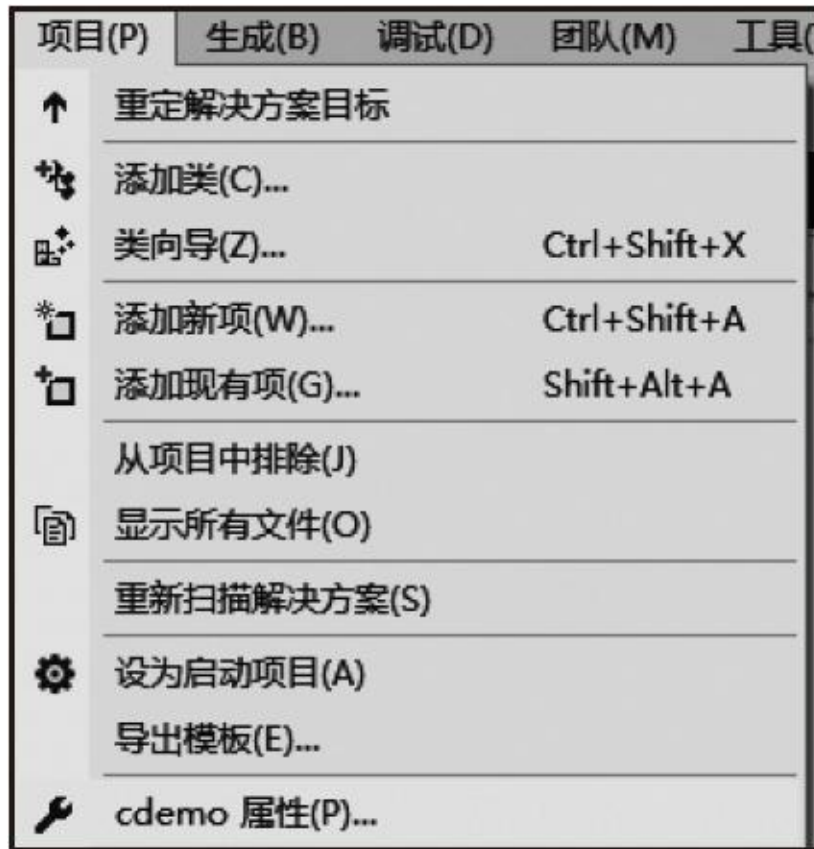 项目(P) 生成(B) 调试(D) 团队(M) 工具(
重定解决方案目标
添加类(C)...
类向导(Z)... Ctrl+Shift+X
添加新项(W)... Ctrl+Shift+A
添加现有项(G)... Shift+Alt+A
从项目中排除(J)
显示所有文件(O)
重新扫描解决方案(S)
设为启动项目(A)
导出模板(E)...
cdemo 属性(P)...